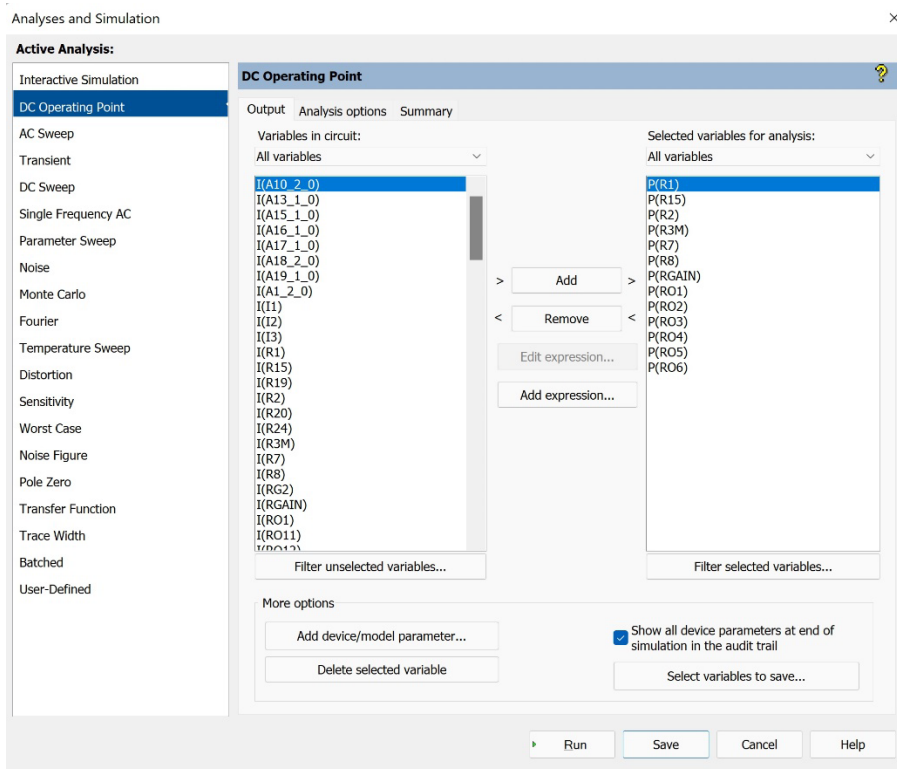 Analyses and Simulation
Active Analysis:
Interactive Simulation
DC Operating Point
AC Sweep
Transient
DC Sweep
Single Frequency AC
Parameter Sweep
Noise
Monte Carlo
Fourier
Temperature Sweep
Distortion
Sensitivity
Worst Case
Noise Figure
Pole Zero
Transfer Function
Trace Width
Batched
User-Defined
DC Operating Point
?
Output Analysis options Summary
Variables in circuit:
All variables
I(A10_2_0)
I(A13_1_0)
I(A15_1_0)
I(A16_1_0)
I(A17_1_0)
I(A18_2_0)
I(A19_1_0)
I(A1_2_0)
I(I1)
I(I2)
I(I3)
I(R1)
I(R15)
I(R19)
I(R2)
I(R20)
I(R24)
I(R3M)
I(R7)
I(R8)
I(RG2)
I(RGAIN)
I(RO1)
I(RO11)
I(RO12)
Filter unselected variables...
> Add >
< Remove <
Edit expression...
Add expression...
Selected variables for analysis:
All variables
P(R1)
P(R15)
P(R2)
P(R3M)
P(R7)
P(R8)
P(RGAIN)
P(RO1)
P(RO2)
P(RO3)
P(RO4)
P(RO5)
P(RO6)
Filter selected variables...
More options
Add device/model parameter...
Delete selected variable
Show all device parameters at end of
simulation in the audit trail
Select variables to save...
Run Save Cancel Help